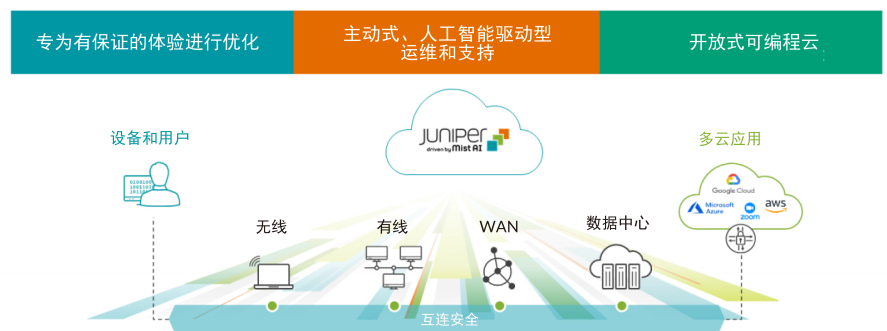 专为有保证的体验进行优化
主动式、人工智能驱动型
运维和支持
开放式可编程云
设备和用户
JUNIPer
driven by Mist AI
多云应用
0100100
100110
10110
Google Cloud
Microsoft
Azure
zoom
aws
无线
有线
WAN
数据中心
互连安全